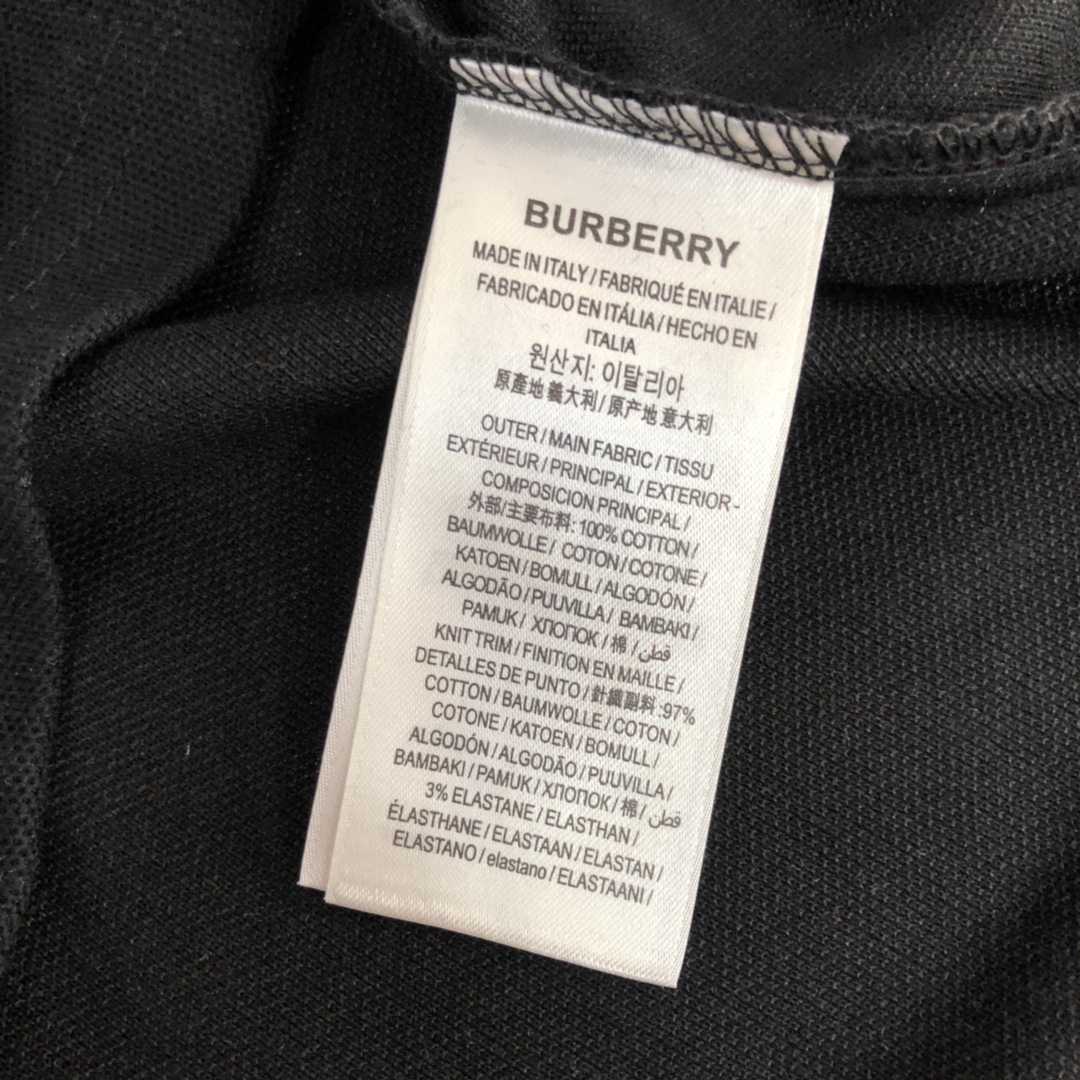 BURBERRY
MADE IN ITALY / FABRIQUÉ EN ITALIE /
FABRICADO EN ITÁLIA / HECHO EN
ITALIA
원산지: 이탈리아
原產地 義大利 / 原产地 意大利
OUTER / MAIN FABRIC / TISSU
EXTÉRIEUR / PRINCIPAL / EXTERIOR -
COMPOSICION PRINCIPAL /
外部/主要布料: 100% COTTON /
BAUMWOLLE / COTON / COTONE /
KATOEN / BOMULL / ALGODÓN /
ALGODÃO / PUUVILLA / BAMBAKI /
PAMUK / ХЛОПОК / 棉 / قطن
KNIT TRIM / FINITION EN MAILLE /
DETALLES DE PUNTO / 針織副料 :97%
COTTON / BAUMWOLLE / COTON /
COTONE / KATOEN / BOMULL /
ALGODÓN / ALGODÃO / PUUVILLA /
BAMBAKI / PAMUK / ХЛОПОК / 棉 / قطن
3% ELASTANE / ELASTHAN /
ÉLASTHANE / ELASTAAN / ELASTAN /
ELASTANO / elastano / ELASTAANI /